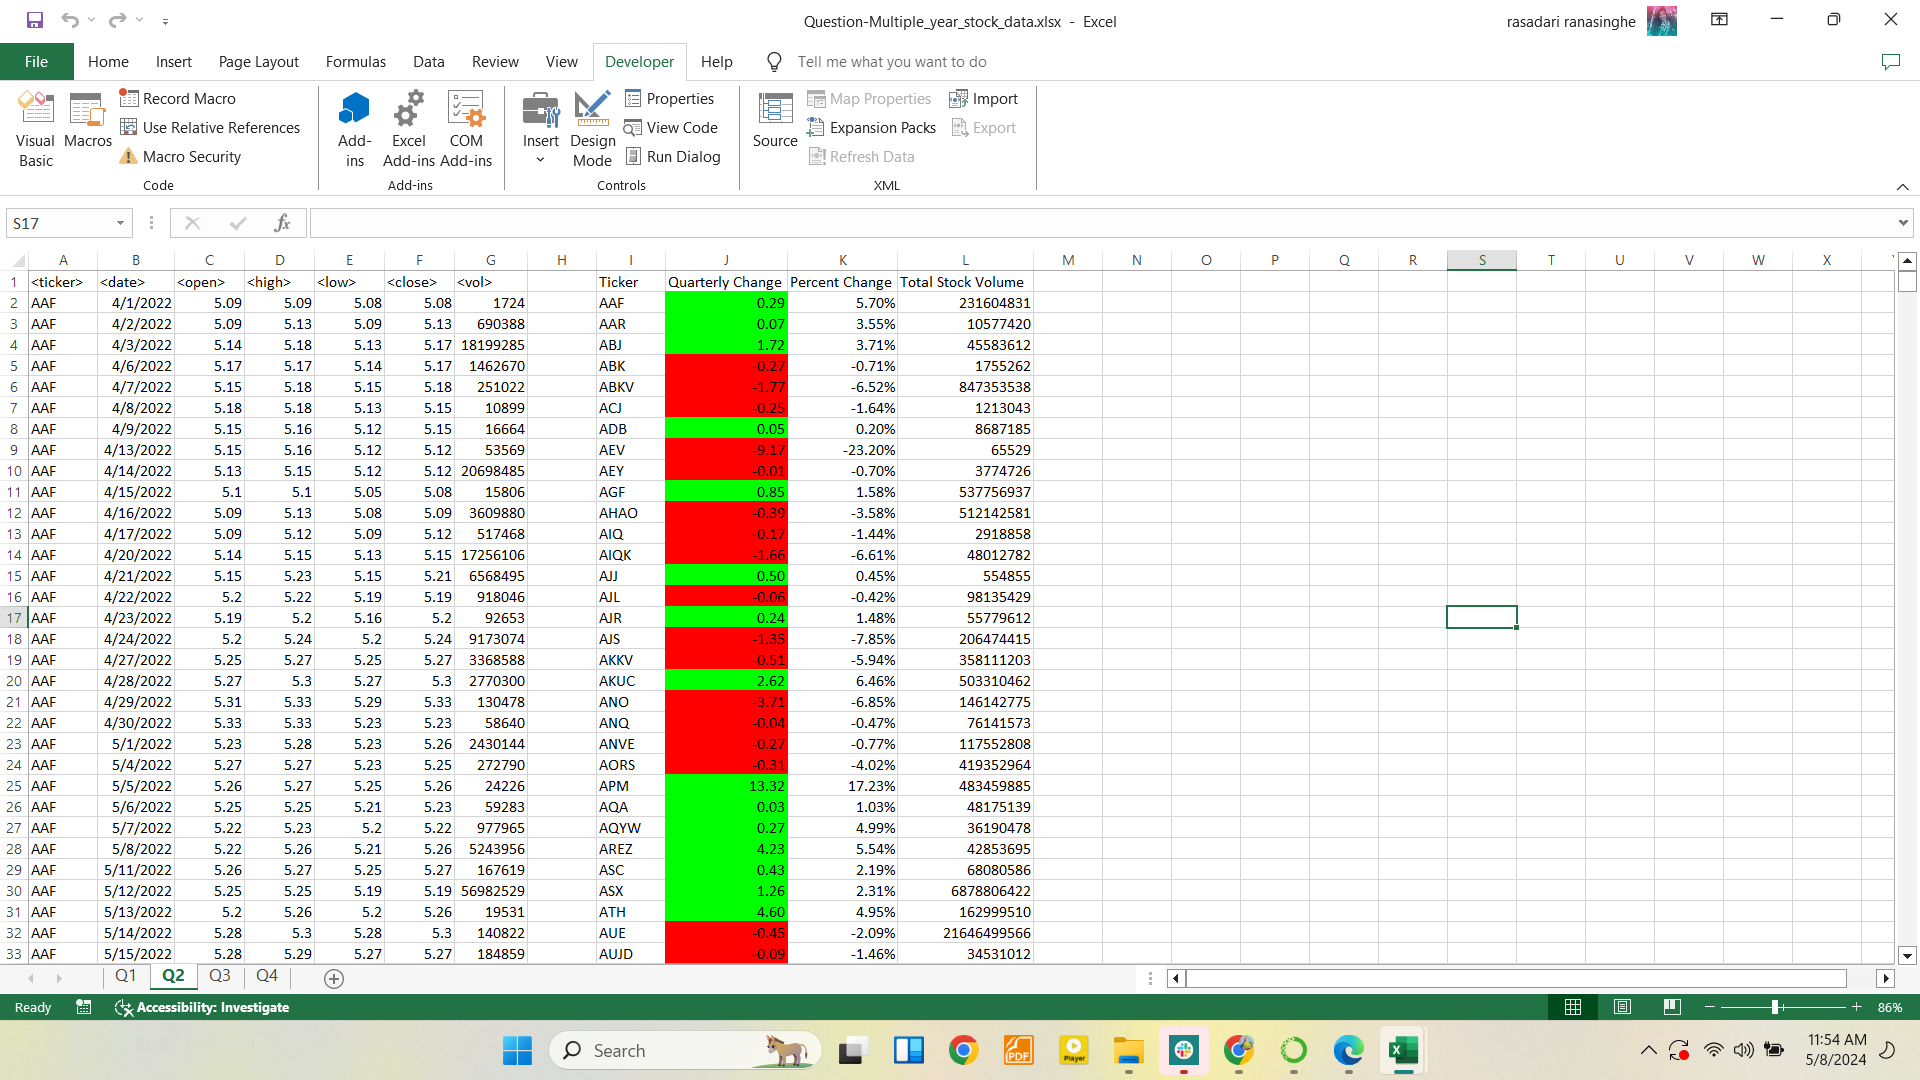 Question-Multiple_year_stock_data.xlsx - Excel
rasadari ranasinghe
File Home Insert Page Layout Formulas Data Review View Developer Help Tell me what you want to do
Visual Basic
Macros
Record Macro
Use Relative References
Macro Security
Code
Add-ins
Excel Add-ins
COM Add-ins
Add-ins
Insert
Design Mode
Properties
View Code
Run Dialog
Controls
Source
Map Properties
Expansion Packs
Refresh Data
Import
Export
XML
S17
fx
A B C D E F G H I J K L M N O P Q R S T U V W X
1 <ticker> <date> <open> <high> <low> <close> <vol> Ticker Quarterly Change Percent Change Total Stock Volume
2 AAF 4/1/2022 5.09 5.09 5.08 5.08 1724 AAF 0.29 5.70% 231604831
3 AAF 4/2/2022 5.09 5.13 5.09 5.13 690388 AAR 0.07 3.55% 10577420
4 AAF 4/3/2022 5.14 5.18 5.13 5.17 18199285 ABJ 1.72 3.71% 45583612
5 AAF 4/6/2022 5.17 5.17 5.14 5.17 1462670 ABK -0.27 -0.71% 1755262
6 AAF 4/7/2022 5.15 5.18 5.15 5.18 251022 ABKV -1.77 -6.52% 847353538
7 AAF 4/8/2022 5.18 5.18 5.13 5.15 10899 ACJ -0.25 -1.64% 1213043
8 AAF 4/9/2022 5.15 5.16 5.12 5.15 16664 ADB 0.05 0.20% 8687185
9 AAF 4/13/2022 5.15 5.16 5.12 5.12 53569 AEV -9.17 -23.20% 65529
10 AAF 4/14/2022 5.13 5.15 5.12 5.12 20698485 AEY -0.01 -0.70% 3774726
11 AAF 4/15/2022 5.1 5.1 5.05 5.08 15806 AGF 0.85 1.58% 537756937
12 AAF 4/16/2022 5.09 5.13 5.08 5.09 3609880 AHAO -0.39 -3.58% 512142581
13 AAF 4/17/2022 5.09 5.12 5.09 5.12 517468 AIQ -0.17 -1.44% 2918858
14 AAF 4/20/2022 5.14 5.15 5.13 5.15 17256106 AIQK -1.66 -6.61% 48012782
15 AAF 4/21/2022 5.15 5.23 5.15 5.21 6568495 AJJ 0.50 0.45% 554855
16 AAF 4/22/2022 5.2 5.22 5.19 5.19 918046 AJL -0.06 -0.42% 98135429
17 AAF 4/23/2022 5.19 5.2 5.16 5.2 92653 AJR 0.24 1.48% 55779612
18 AAF 4/24/2022 5.2 5.24 5.2 5.24 9173074 AJS -1.35 -7.85% 206474415
19 AAF 4/27/2022 5.25 5.27 5.25 5.27 3368588 AKKV -0.51 -5.94% 358111203
20 AAF 4/28/2022 5.27 5.3 5.27 5.3 2770300 AKUC 2.62 6.46% 503310462
21 AAF 4/29/2022 5.31 5.33 5.29 5.33 130478 ANO -3.71 -6.85% 146142775
22 AAF 4/30/2022 5.33 5.33 5.23 5.23 58640 ANQ -0.04 -0.47% 76141573
23 AAF 5/1/2022 5.23 5.28 5.23 5.26 2430144 ANVE -0.27 -0.77% 117552808
24 AAF 5/4/2022 5.27 5.27 5.23 5.25 272790 AORS -0.31 -4.02% 419352964
25 AAF 5/5/2022 5.26 5.27 5.25 5.26 24226 APM 13.32 17.23% 483459885
26 AAF 5/6/2022 5.25 5.25 5.21 5.23 59283 AQA 0.03 1.03% 48175139
27 AAF 5/7/2022 5.22 5.23 5.2 5.22 977965 AQYW 0.27 4.99% 36190478
28 AAF 5/8/2022 5.22 5.26 5.21 5.26 5243956 AREZ 4.23 5.54% 42853695
29 AAF 5/11/2022 5.26 5.27 5.25 5.27 167619 ASC 0.43 2.19% 68080586
30 AAF 5/12/2022 5.25 5.25 5.19 5.19 56982529 ASX 1.26 2.31% 6878806422
31 AAF 5/13/2022 5.2 5.26 5.2 5.26 19531 ATH 4.60 4.95% 162999510
32 AAF 5/14/2022 5.28 5.3 5.28 5.3 140822 AUE -0.45 -2.09% 21646499566
33 AAF 5/15/2022 5.28 5.29 5.27 5.27 184859 AUJD -0.09 -1.46% 34531012
Q1 Q2 Q3 Q4
Ready Accessibility: Investigate 86%
Search
PDF
Player
11:54 AM
5/8/2024